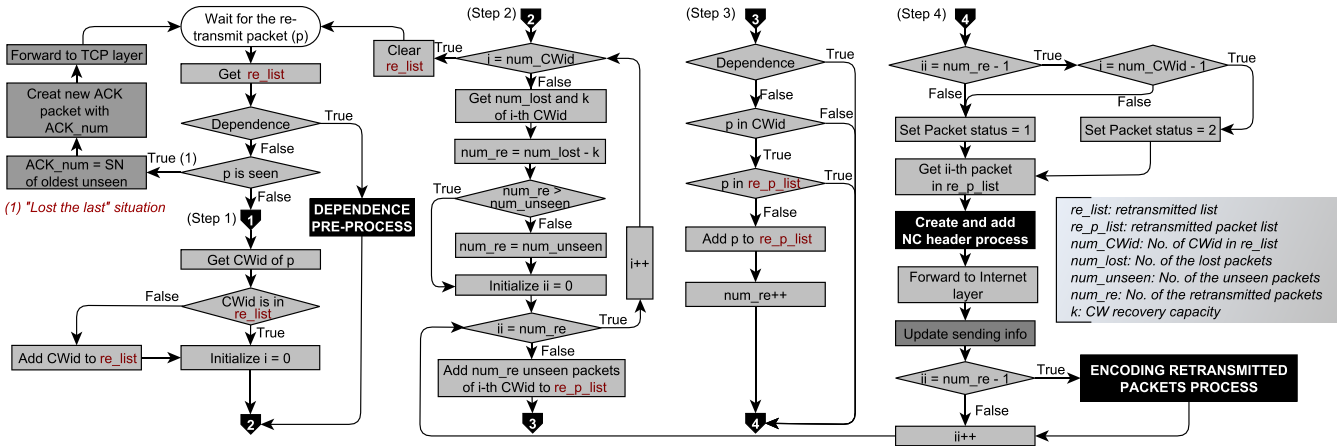 Wait for the re-
transmit packet (p)
Forward to TCP layer
Get re_list
Creat new ACK
packet with
ACK_num
Dependence
True
False
ACK_num = SN
of oldest unseen
True (1)
p is seen
False
(1) "Lost the last" situation
(Step 1)
1
DEPENDENCE
PRE-PROCESS
Get CWid of p
False
CWid is in
re_list
True
Add CWid to re_list
Initialize i = 0
2
(Step 2)
2
Clear
re_list
True
i = num_CWid
False
Get num_lost and k
of i-th CWid
num_re = num_lost - k
True
num_re >
num_unseen
False
num_re = num_unseen
i++
Initialize ii = 0
ii = num_re
True
False
Add num_re unseen packets
of i-th CWid to re_p_list
3
(Step 3)
3
Dependence
True
False
p in CWid
False
True
p in re_p_list
True
False
Add p to re_p_list
num_re++
4
(Step 4)
4
ii = num_re - 1
True
i = num_CWid - 1
True
False
False
Set Packet status = 1
Set Packet status = 2
Get ii-th packet
in re_p_list
Create and add
NC header process
Forward to Internet
layer
Update sending info
ii = num_re - 1
True
ENCODING RETRANSMITTED
PACKETS PROCESS
False
ii++
re_list: retransmitted list
re_p_list: retransmitted packet list
num_CWid: No. of CWid in re_list
num_lost: No. of the lost packets
num_unseen: No. of the unseen packets
num_re: No. of the retransmitted packets
k: CW recovery capacity